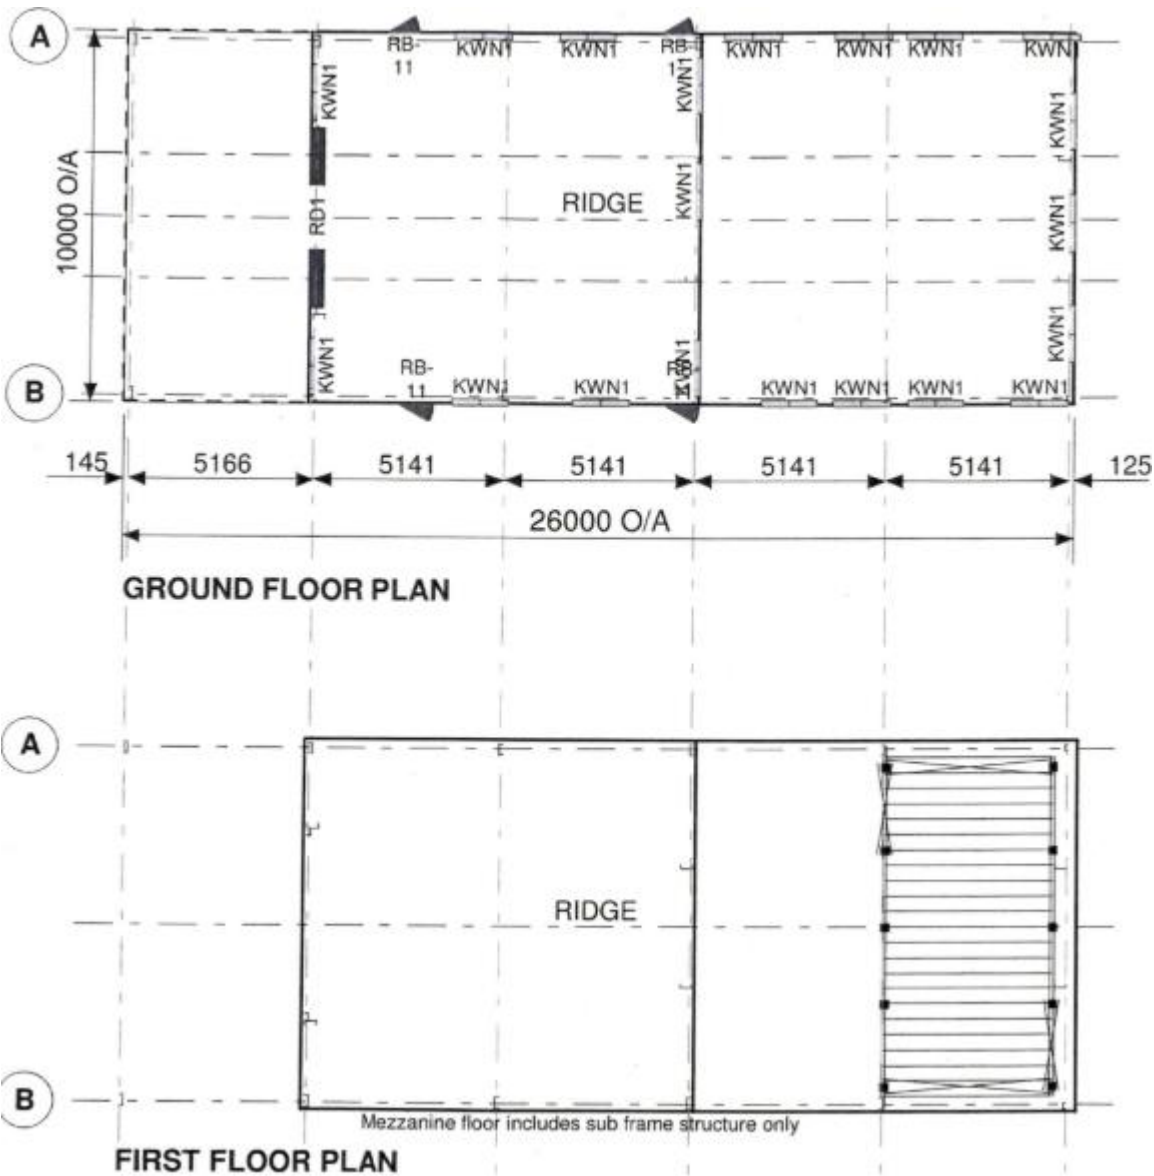 A
RB-
11
KWN1
KWN1
RB-
1
KWN1
KWN1
KWN1
KWN
KWN1
KWN1
KWN1
10000 O/A
RD1
RIDGE
KWN1
KWN1
KWN1
KWN1
B
RB-
11
KWN1
KWN1
KWN1
KWN1
KWN1
KWN1
145
5166
5141
5141
5141
5141
125
26000 O/A
GROUND FLOOR PLAN
A
RIDGE
B
Mezzanine floor includes sub frame structure only
FIRST FLOOR PLAN